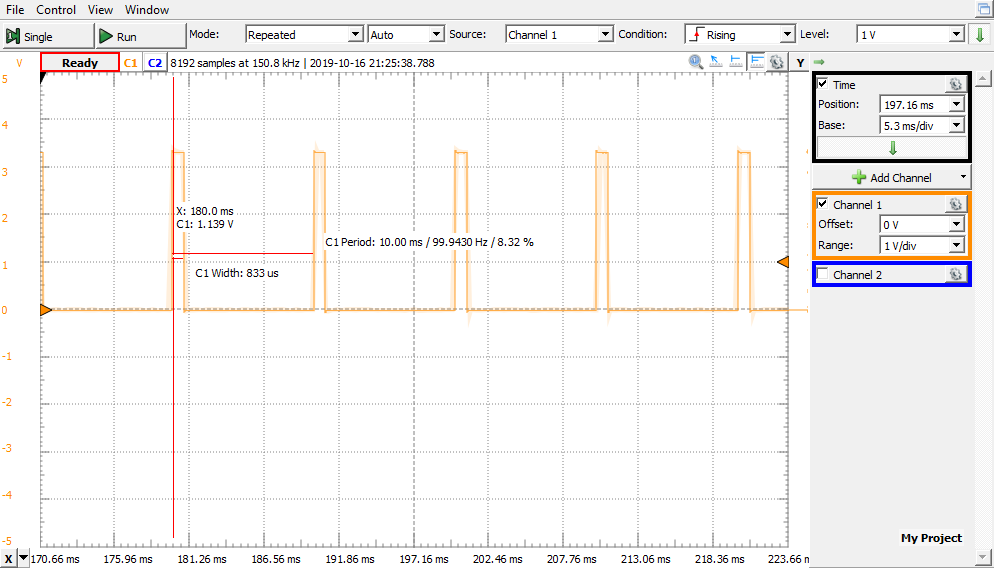 File Control View Window
Single Run Mode: Repeated Auto Source: Channel 1 Condition: Rising Level: 1 V
V Ready C1 C2 8192 samples at 150.8 kHz | 2019-10-16 21:25:38.788 Y
5
4
3
2
1
0
-1
-2
-3
-4
-5
X: 180.0 ms
C1: 1.139 V
C1 Period: 10.00 ms / 99.9430 Hz / 8.32 %
C1 Width: 833 us
X 170.66 ms 175.96 ms 181.26 ms 186.56 ms 191.86 ms 197.16 ms 202.46 ms 207.76 ms 213.06 ms 218.36 ms 223.66 ms
Time
Position: 197.16 ms
Base: 5.3 ms/div
Add Channel
Channel 1
Offset: 0 V
Range: 1 V/div
Channel 2
My Project